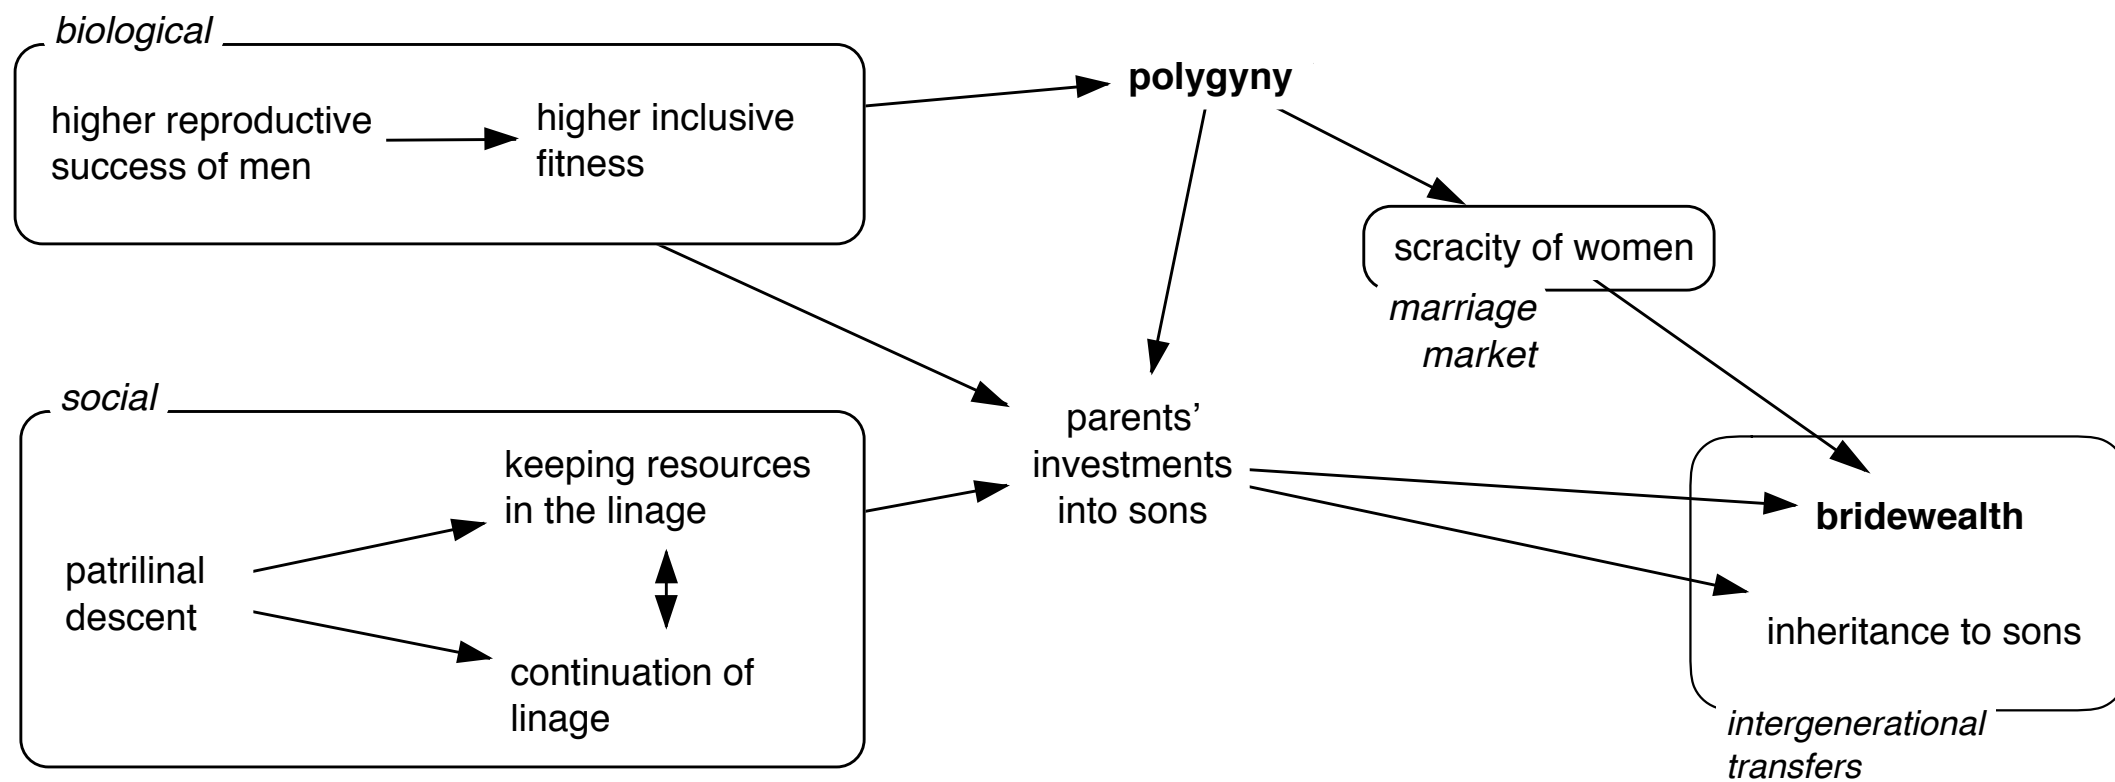 biological
higher reproductive
success of men
higher inclusive
fitness
polygyny
scracity of women
marriage
market
social
keeping resources
in the linage
patrilinal
descent
continuation of
linage
parents’
investments
into sons
bridewealth
inheritance to sons
intergenerational
transfers